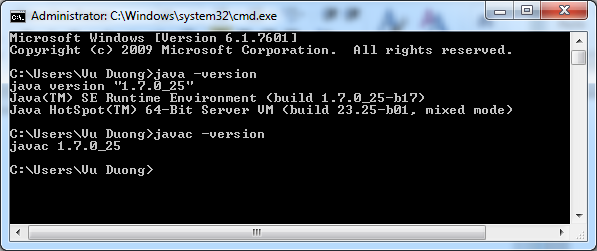 Administrator: C:\Windows\system32\cmd.exe
Microsoft Windows [Version 6.1.7601]
Copyright (c) 2009 Microsoft Corporation.  All rights reserved.
C:\Users\Vu Duong>java -version
java version "1.7.0_25"
Java(TM) SE Runtime Environment (build 1.7.0_25-b17)
Java HotSpot(TM) 64-Bit Server VM (build 23.25-b01, mixed mode)
C:\Users\Vu Duong>javac -version
javac 1.7.0_25
C:\Users\Vu Duong>